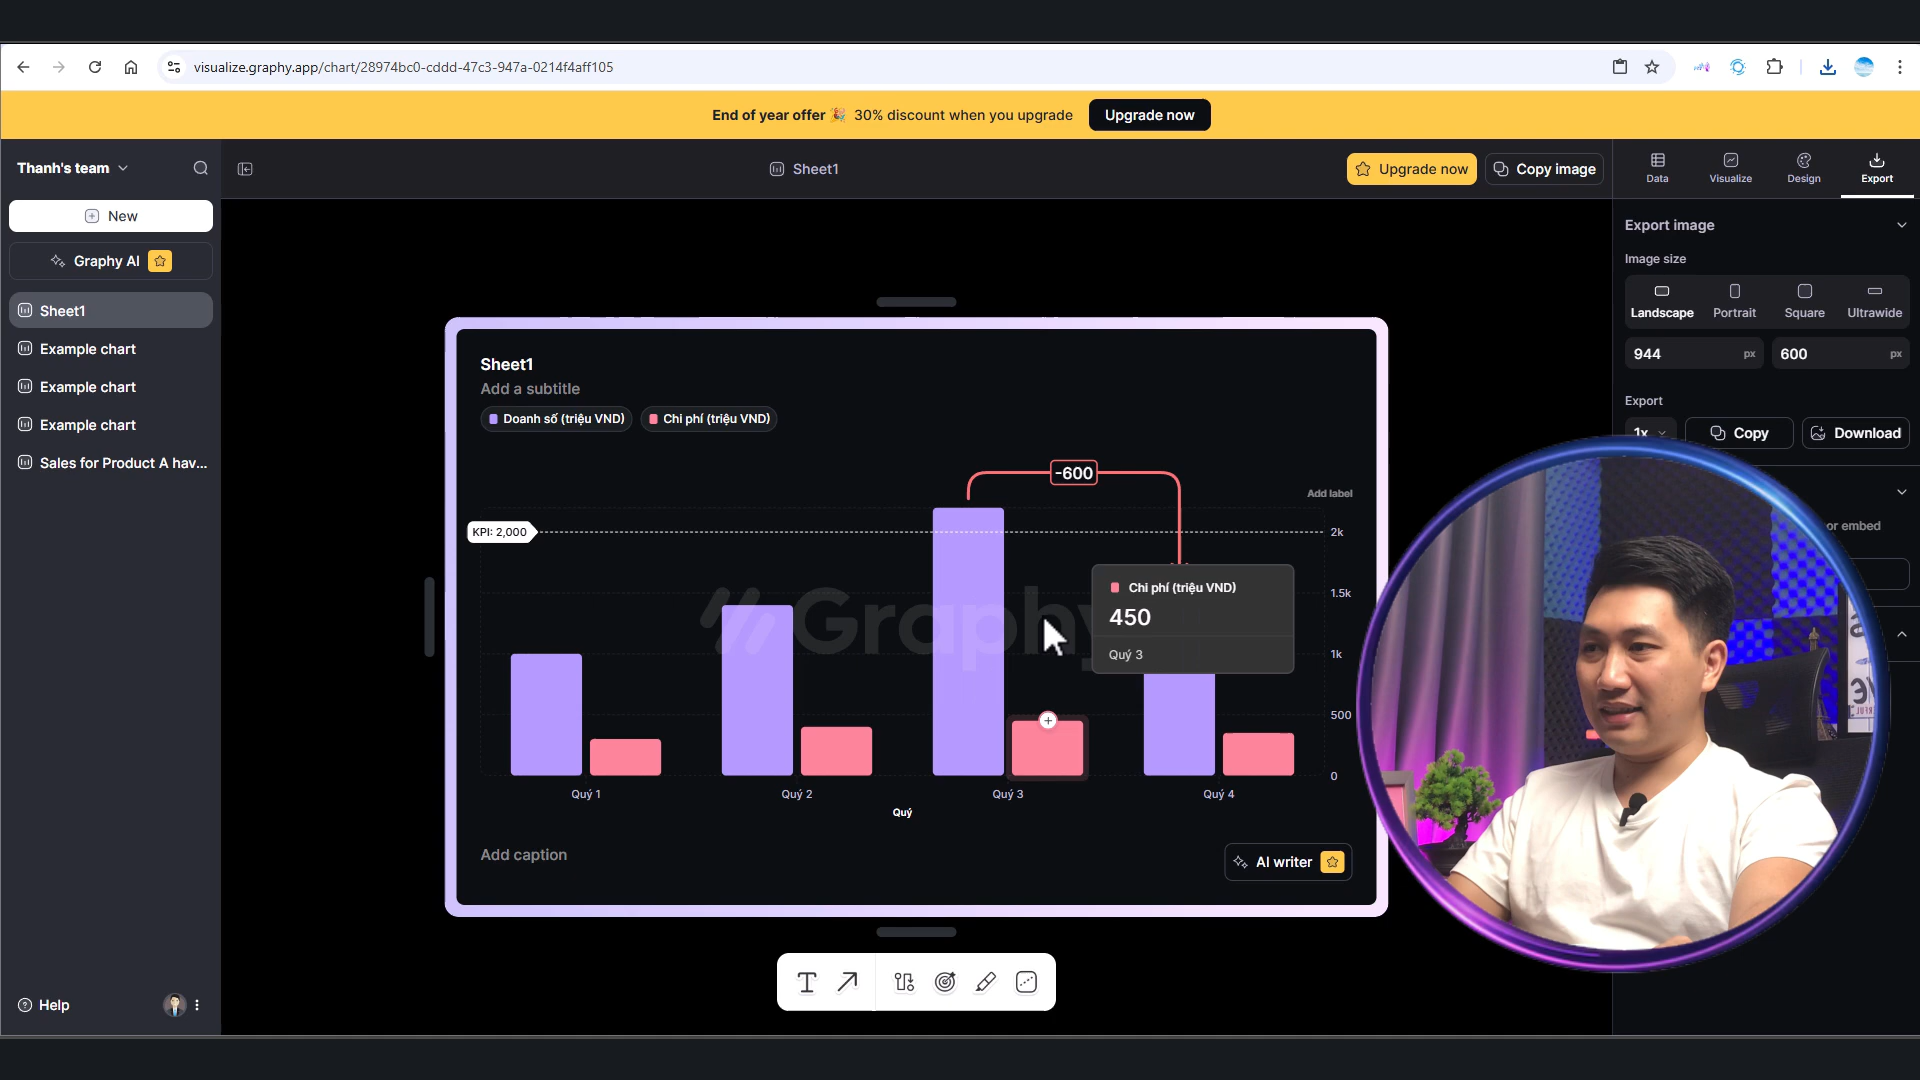 visualize.graphy.app/chart/28974bc0-cddd-47c3-947a-0214f4aff105
End of year offer 🎉 30% discount when you upgrade
Upgrade now
Thanh's team
Sheet1
Upgrade now
Copy image
Data
Visualize
Design
Export
New
Graphy AI
Sheet1
Example chart
Example chart
Example chart
Sales for Product A hav...
Help
Sheet1
Add a subtitle
Doanh số (triệu VND)
Chi phí (triệu VND)
-600
Add label
KPI: 2,000
2k
1.5k
1k
500
0
Graphy
Chi phí (triệu VND)
450
Quý 3
Quý 1
Quý 2
Quý 3
Quý 4
Quý
Add caption
AI writer
Export image
Image size
Landscape
Portrait
Square
Ultrawide
944
px
600
px
Export
1x
Copy
Download
or embed